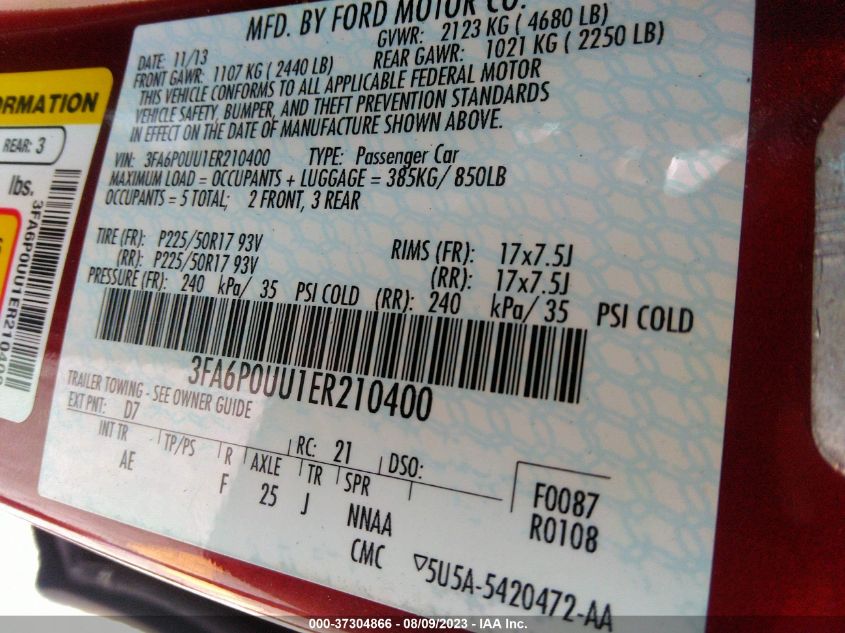 MFD. BY FORD MOTOR CO.
DATE: 11/13
GVWR: 2123 KG ( 4680 LB)
FRONT GAWR: 1107 KG ( 2440 LB)
REAR GAWR: 1021 KG ( 2250 LB)
THIS VEHICLE CONFORMS TO ALL APPLICABLE FEDERAL MOTOR
VEHICLE SAFETY, BUMPER, AND THEFT PREVENTION STANDARDS
IN EFFECT ON THE DATE OF MANUFACTURE SHOWN ABOVE.
VIN: 3FA6P0UU1ER210400 TYPE: Passenger Car
MAXIMUM LOAD = OCCUPANTS + LUGGAGE = 385KG/ 850LB
OCCUPANTS = 5 TOTAL; 2 FRONT, 3 REAR
TIRE (FR): P225/50R17 93V RIMS (FR): 17x7.5J
(RR): P225/50R17 93V (RR): 17x7.5J
PRESSURE (FR): 240 kPa/ 35 PSI COLD (RR): 240 kPa/ 35 PSI COLD
3FA6P0UU1ER210400
TRAILER TOWING - SEE OWNER GUIDE
EXT PNT: D7 RC: 21 DSO:
INT TR TP/PS R AXLE TR SPR
AE F 25 J NNAA
CMC
F0087
R0108
5U5A-5420472-AA
ORMATION
REAR: 3
lbs.
3FA6P0UU1ER210400
000-37304866 - 08/09/2023 - IAA Inc.